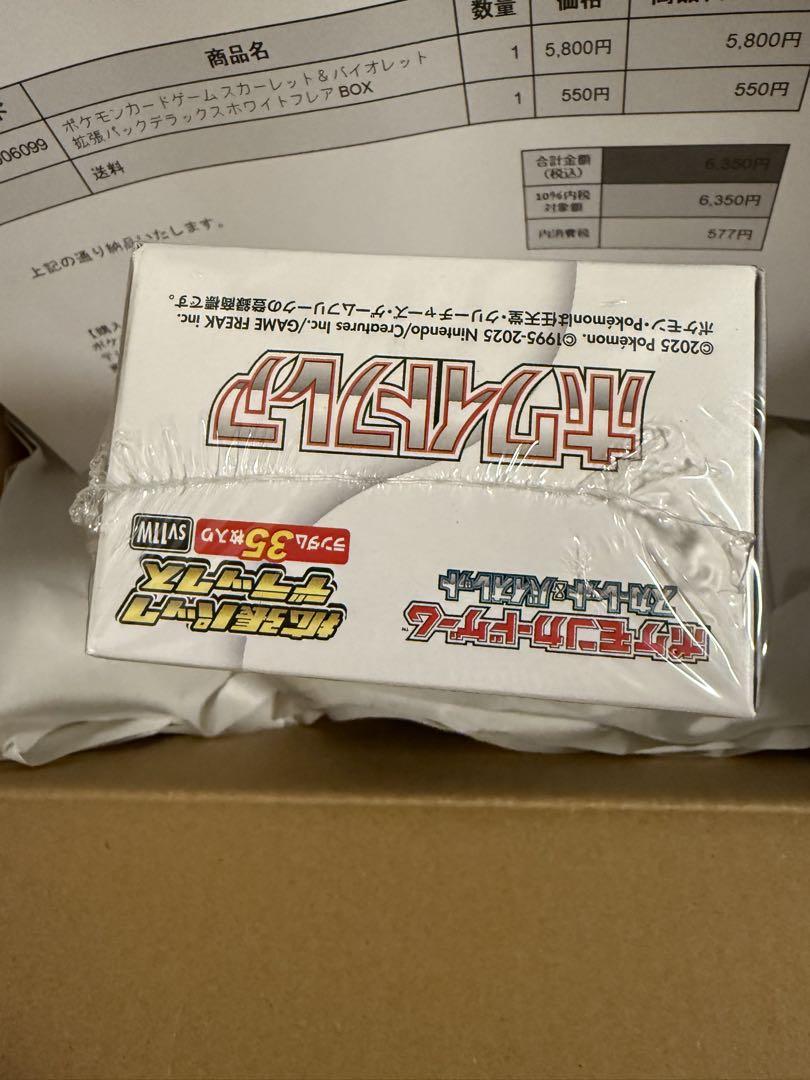 商品名
数量
価格
006099
ポケモンカードゲームスカーレット＆バイオレット
拡張パックデラックスホワイトフレア BOX
1
5,800円
5,800円
送料
1
550円
550円
合計金額
(税込)
6,350円
10%内税
対象額
6,350円
内消費税
577円
上記の通り納品いたします。
ポケモンカードゲーム™
スカーレット&バイオレット
拡張パック
デラックス
ランダム35枚入り
SV11W
ホワイトフレア
©2025 Pokémon. ©1995-2025 Nintendo/Creatures Inc./GAME FREAK inc.
ポケモン・Pokémonは任天堂・クリーチャーズ・ゲームフリークの登録商標です。